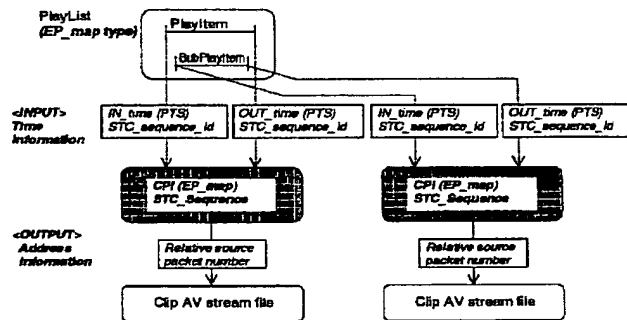 PlayList
(EP_map type)
PlayItem
SubPlayItem
<INPUT>
Time
Information
IN_time (PTS)
STC_sequence_id
OUT_time (PTS)
STC_sequence_id
IN_time (PTS)
STC_sequence_id
OUT_time (PTS)
STC_sequence_id
CPI (EP_map)
STC_Sequence
CPI (EP_map)
STC_Sequence
<OUTPUT>
Address
Information
Relative source
packet number
Relative source
packet number
Clip AV stream file
Clip AV stream file